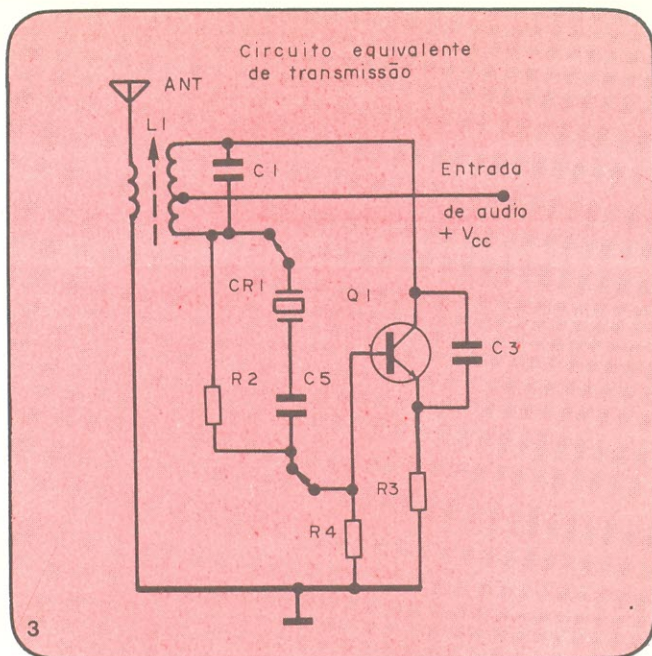 Circuito equivalente
de transmissão
ANT
L1
C1
Entrada
de audio
+ Vcc
CR1
Q1
C3
R2
C5
R3
R4
3